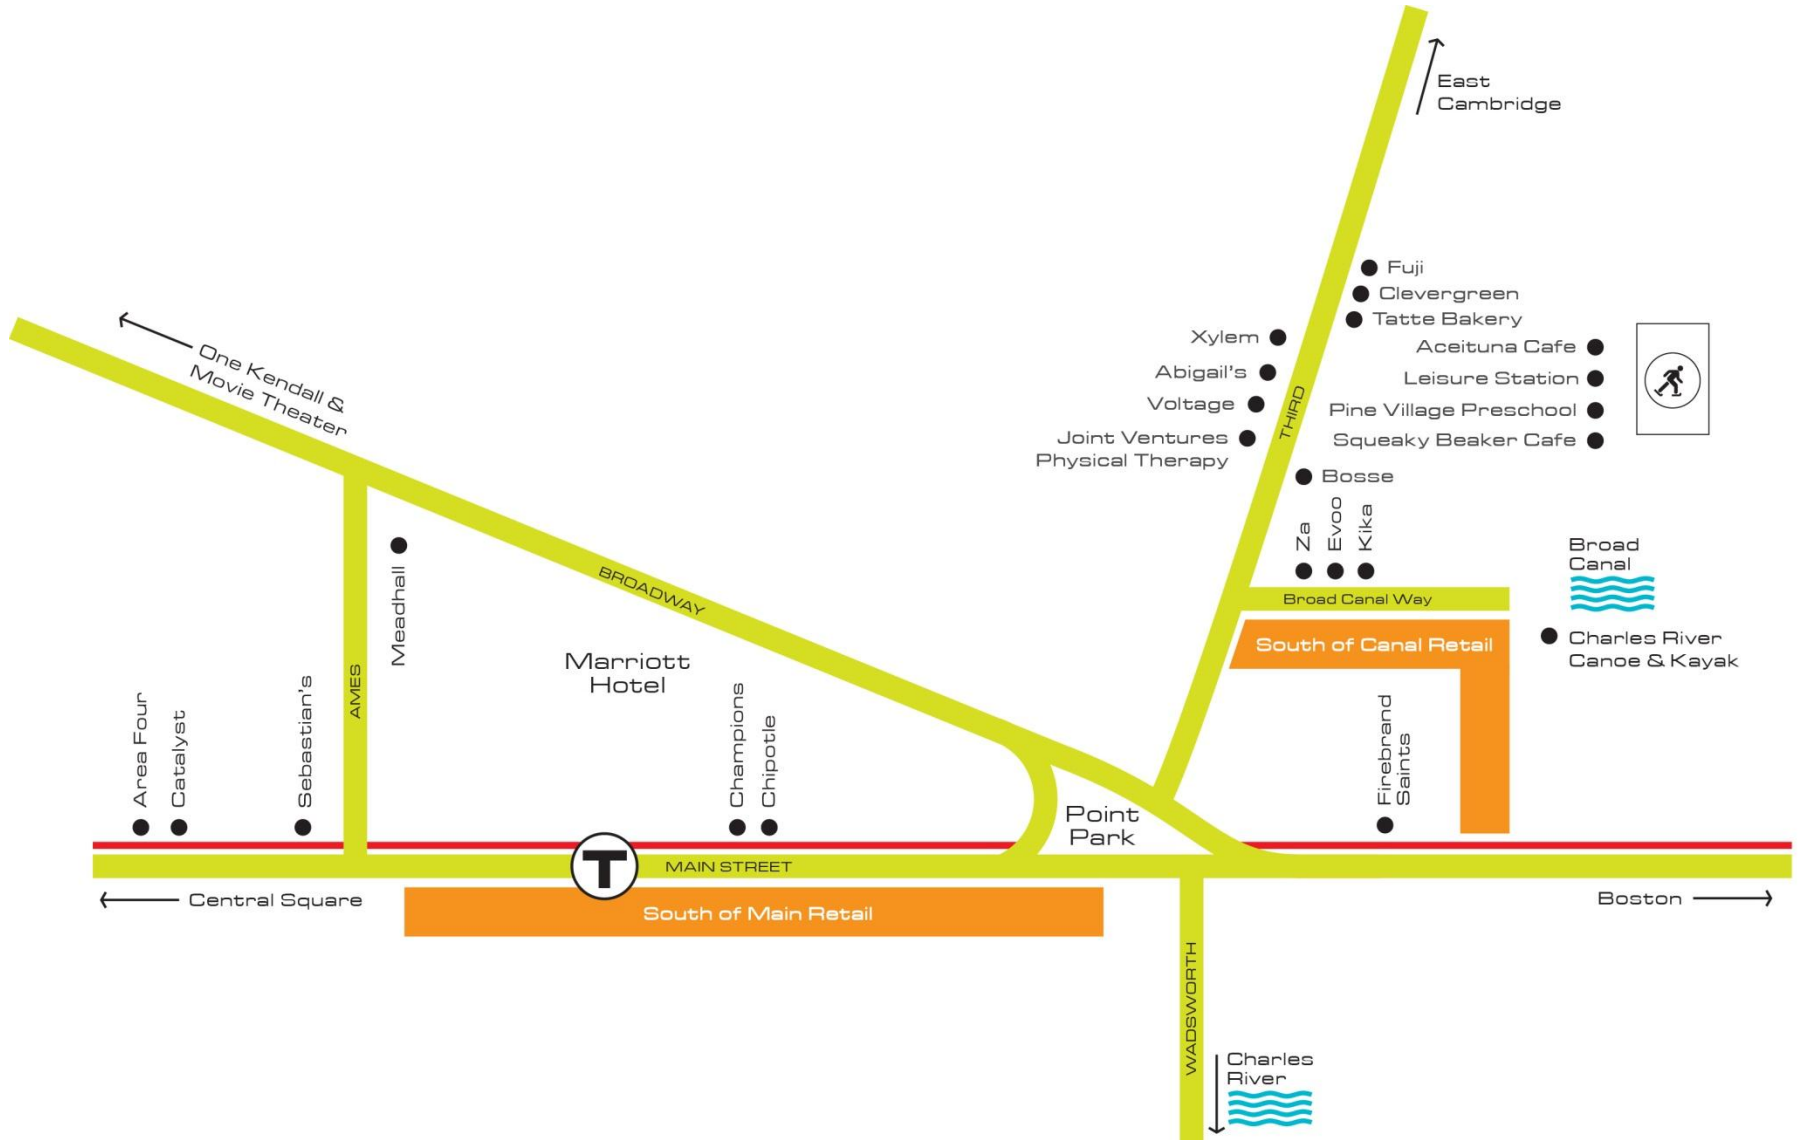 East
Cambridge
Fuji
Clevergreen
Tatte Bakery
Xylem
Aceituna Cafe
Abigail's
Leisure Station
Voltage
Pine Village Preschool
Joint Ventures
Physical Therapy
Squeaky Beaker Cafe
THIRD
Bosse
One Kendall &
Movie Theater
Za
Evoo
Kika
Broad
Canal
Broad Canal Way
BROADWAY
Meadhall
South of Canal Retail
Charles River
Canoe & Kayak
Marriott
Hotel
AMES
Area Four
Catalyst
Sebastian's
Champions
Chipotle
Firebrand
Saints
Point
Park
T
MAIN STREET
Central Square
Boston
South of Main Retail
WADSWORTH
Charles
River